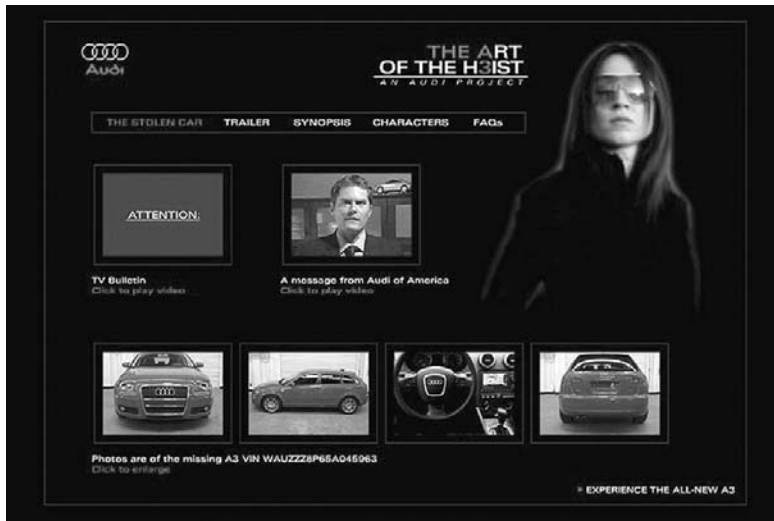 Audi
THE ART
OF THE H3IST
AN AUDI PROJECT
THE STOLEN CAR TRAILER SYNOPSIS CHARACTERS FAQs
ATTENTION:
TV Bulletin
Click to play video
A message from Audi of America
Click to play video
Photos are of the missing A3 VIN WAUZZZ8P65A045963
Click to enlarge
EXPERIENCE THE ALL-NEW A3